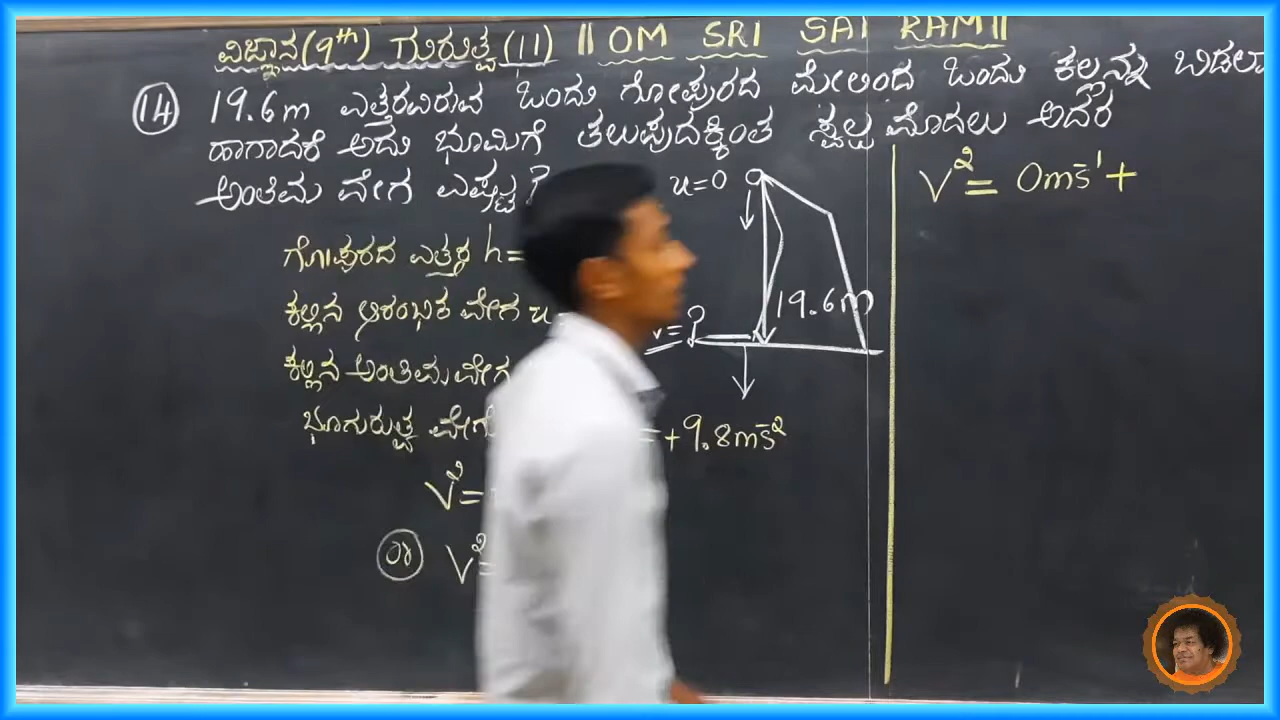 ವಿಜ್ಞಾನ(9th) ಗುರುತ್ವ(11) || OM SRI SAI RAM||
14 19.6m ಎತ್ತರವಿರುವ ಒಂದು ಗೋಪುರದ ಮೇಲಿಂದ ಒಂದು ಕಲ್ಲನ್ನು ಬಿಡಲಾ
ಹಾಗಾದರೆ ಅದು ಭೂಮಿಗೆ ತಲುಪುದಕ್ಕಿಂತ ಸ್ವಲ್ಪ ಮೊದಲು ಅದರ
ಅಂತಿಮ ವೇಗ ಎಷ್ಟು?
u=0
19.6m
v=?
ಗೋಪುರದ ಎತ್ತರ h=
ಕಲ್ಲಿನ ಆರಂಭಿಕ ವೇಗ u
ಕಲ್ಲಿನ ಅಂತಿಮ ವೇಗ
ಭೂಗುರುತ್ವ = +9.8ms⁻²
V²=
or V²=
V² = 0ms⁻¹ +